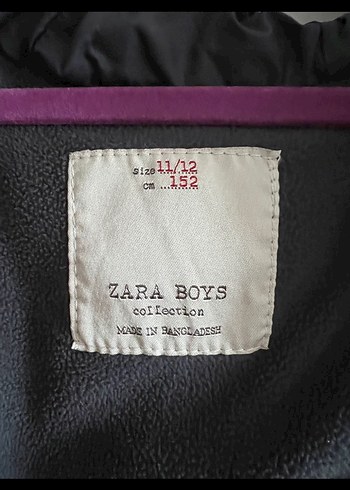 size 11/12
cm ..152
ZARA BOYS
collection
MADE IN BANGLADESH